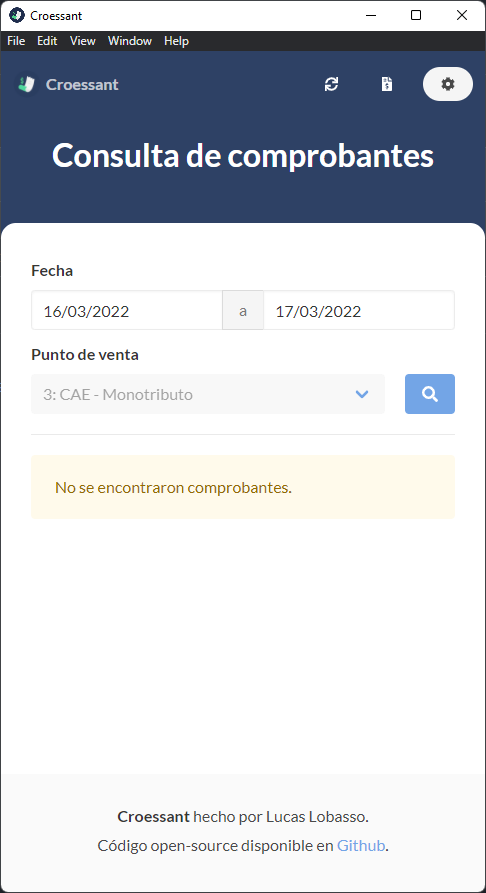 Croessant
File Edit View Window Help
Croessant
Consulta de comprobantes
Fecha
16/03/2022 a 17/03/2022
Punto de venta
3: CAE - Monotributo
No se encontraron comprobantes.
Croessant hecho por Lucas Lobasso.
Código open-source disponible en Github.